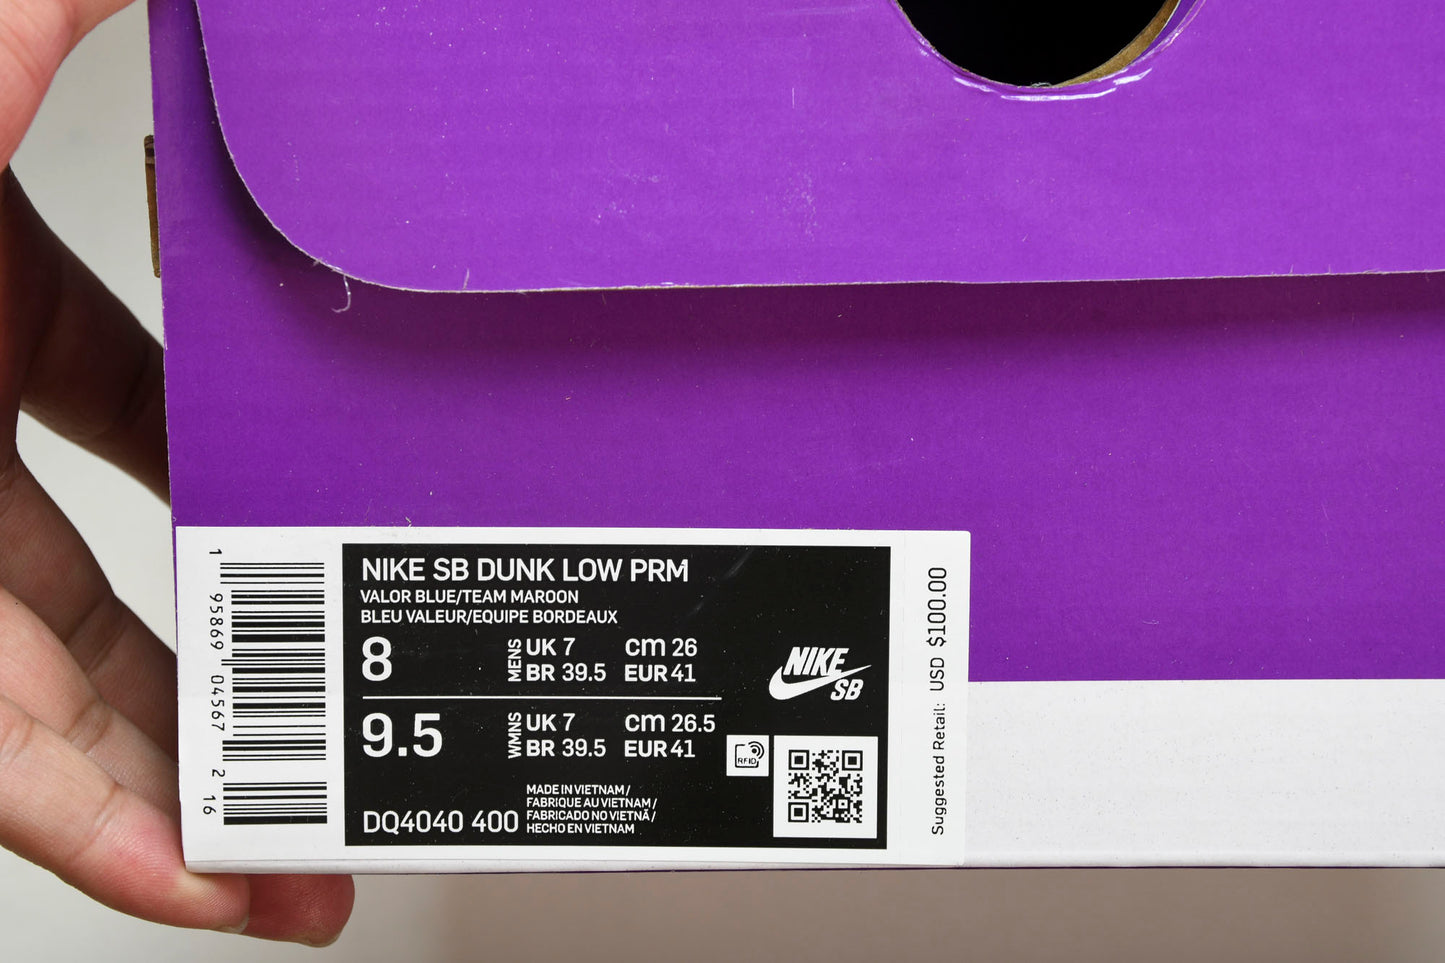 1
95869
04567
2
16
NIKE SB DUNK LOW PRM
VALOR BLUE/TEAM MAROON
BLEU VALEUR/EQUIPE BORDEAUX
8
MENS
UK 7
cm 26
BR 39.5
EUR 41
9.5
WMNS
UK 7
cm 26.5
BR 39.5
EUR 41
DQ4040 400
MADE IN VIETNAM /
FABRIQUE AU VIETNAM /
FABRICADO NO VIETNÃ /
HECHO EN VIETNAM
NIKE
SB
RFID
Suggested Retail: USD $100.00